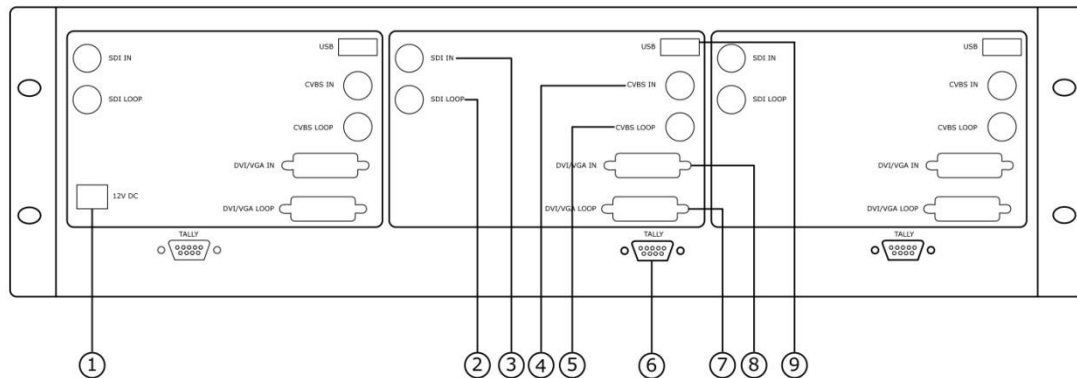 USB
SDI IN
CVBS IN
SDI LOOP
CVBS LOOP
DVI/VGA IN
12V DC
DVI/VGA LOOP
TALLY
USB
SDI IN
CVBS IN
SDI LOOP
CVBS LOOP
DVI/VGA IN
DVI/VGA LOOP
TALLY
USB
SDI IN
CVBS IN
SDI LOOP
CVBS LOOP
DVI/VGA IN
DVI/VGA LOOP
TALLY
1 2 3 4 5 6 7 8 9